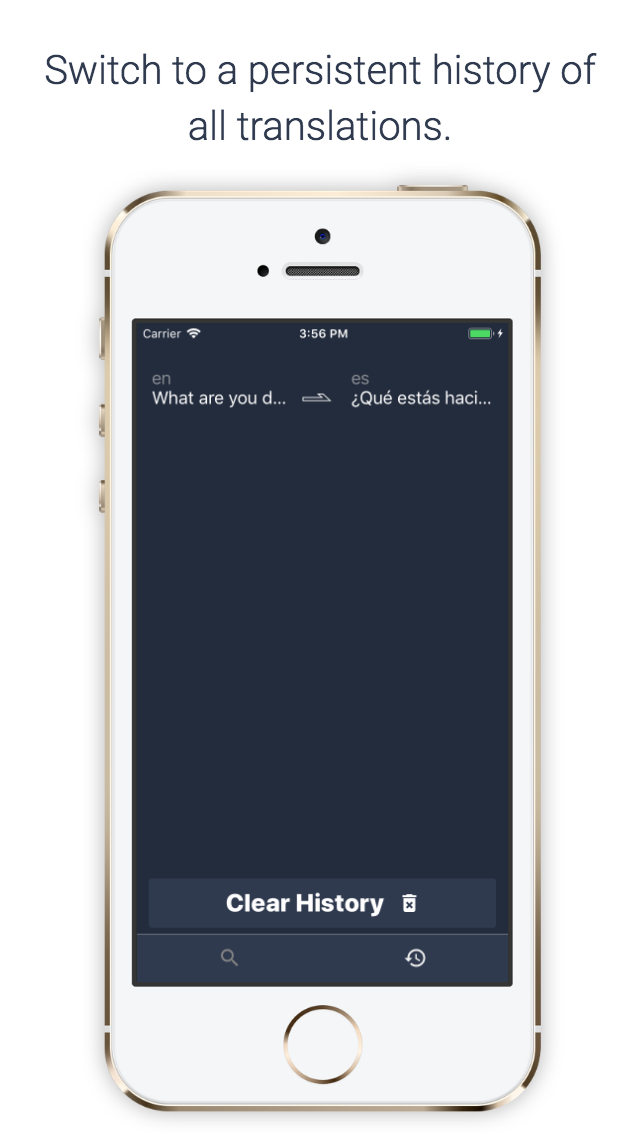 Switch to a persistent history of
all translations.
Carrier 3:56 PM
en es
What are you d... ¿Qué estás haci...
Clear History